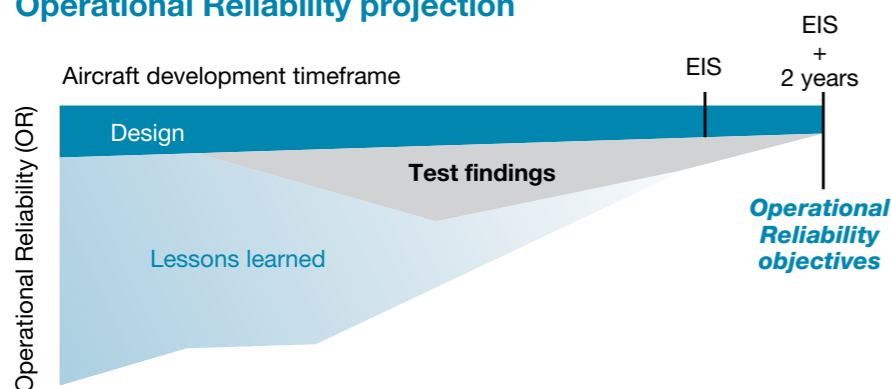 Operational Reliability projection
EIS
+
2 years
EIS
Aircraft development timeframe
Operational Reliability (OR)
Design
Test findings
Lessons learned
Operational
Reliability
objectives